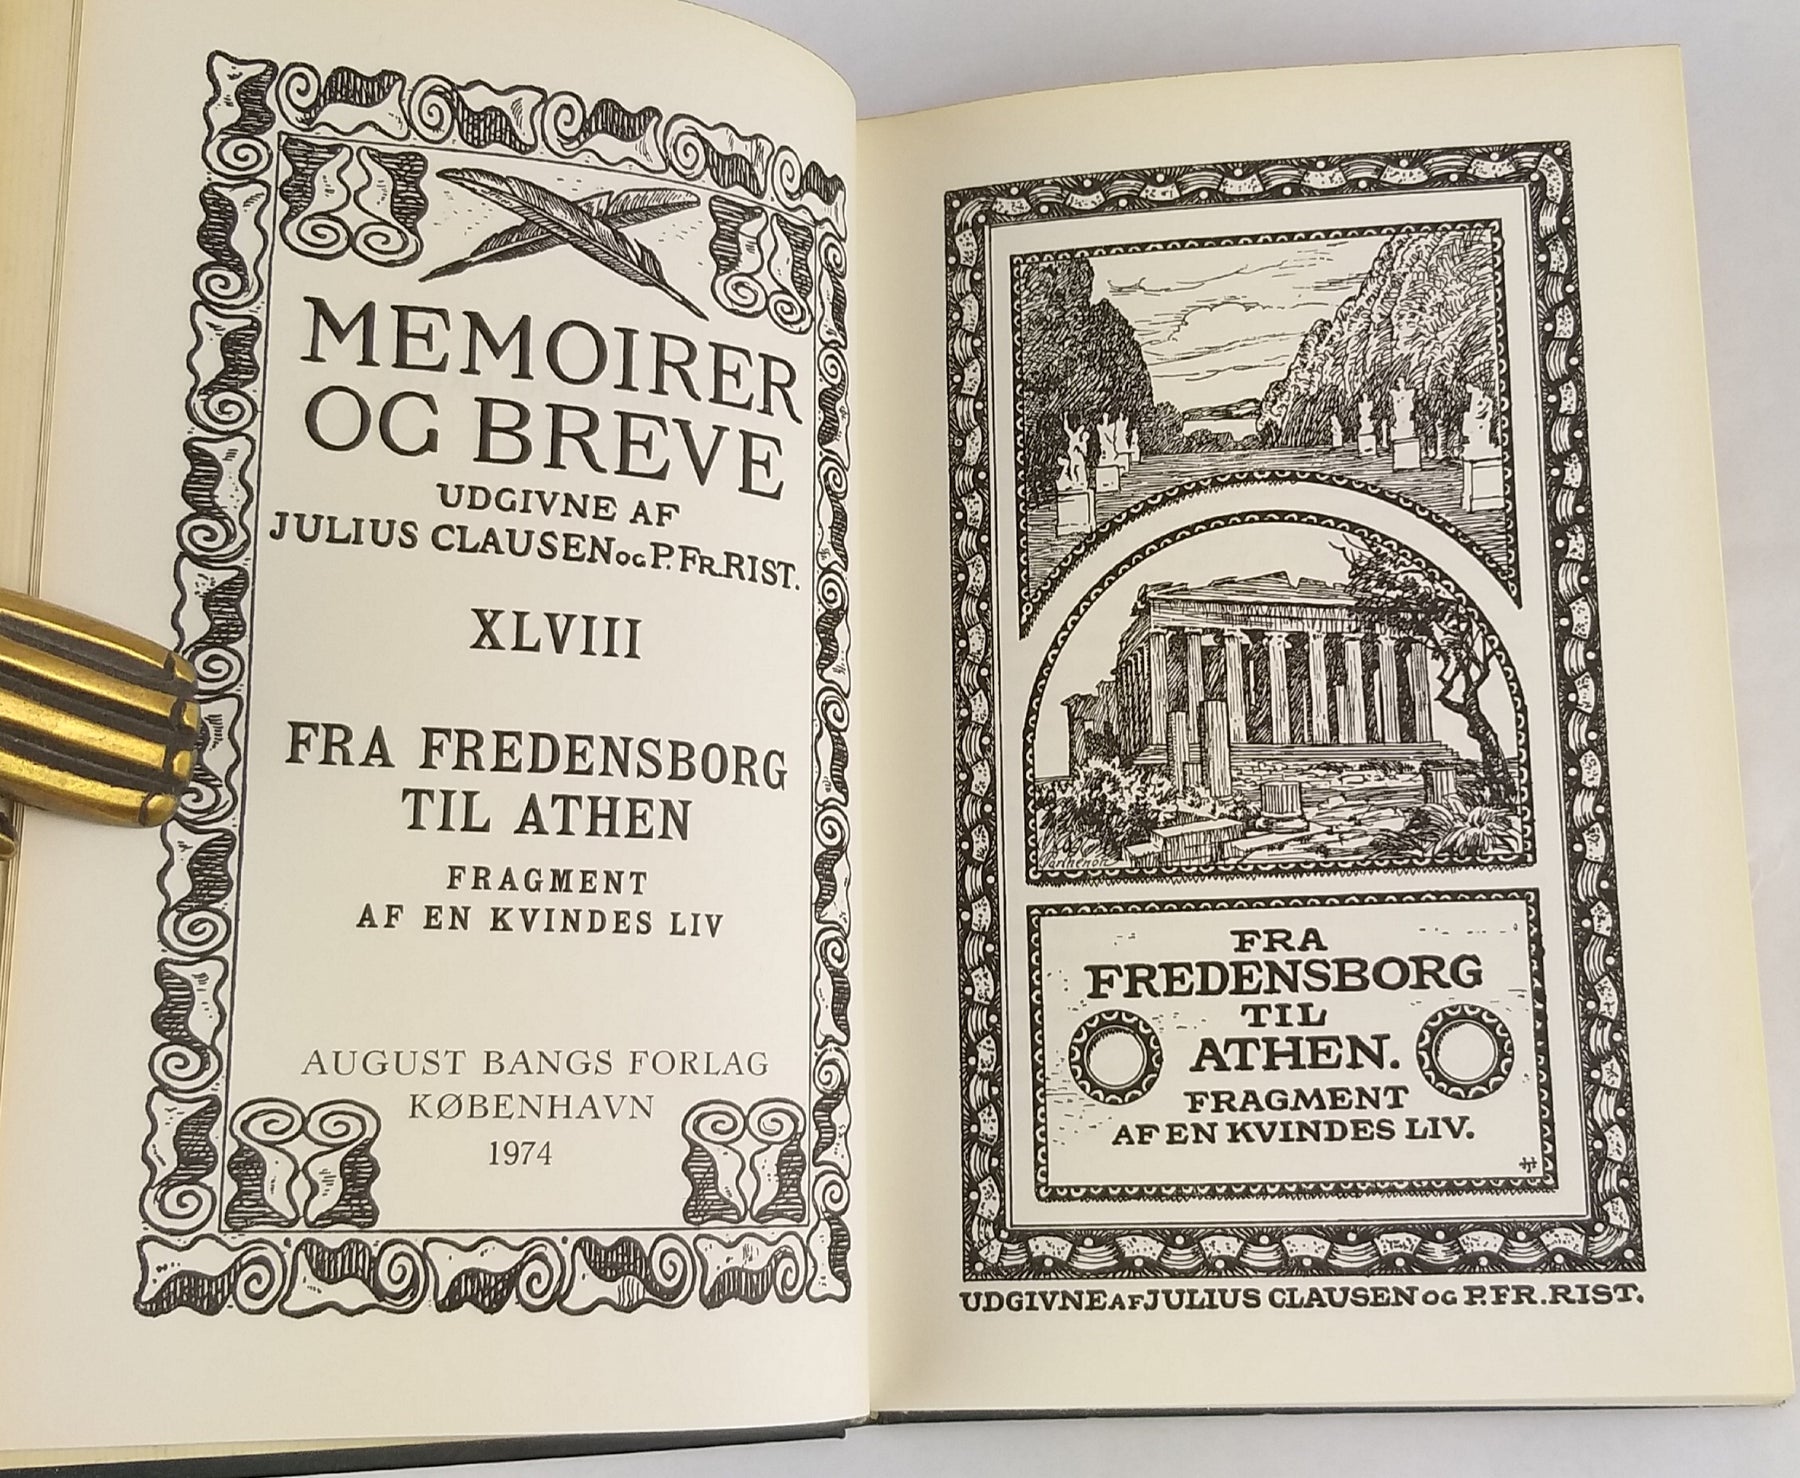 MEMOIRER
OG BREVE
UDGIVNE AF
JULIUS CLAUSEN OG P. FR. RIST.
XLVIII
FRA FREDENSBORG
TIL ATHEN
FRAGMENT
AF EN KVINDES LIV
AUGUST BANGS FORLAG
KØBENHAVN
1974
Parthenon
FRA
FREDENSBORG
TIL
ATHEN.
FRAGMENT
AF EN KVINDES LIV.
UDGIVNE AF JULIUS CLAUSEN OG P. FR. RIST.